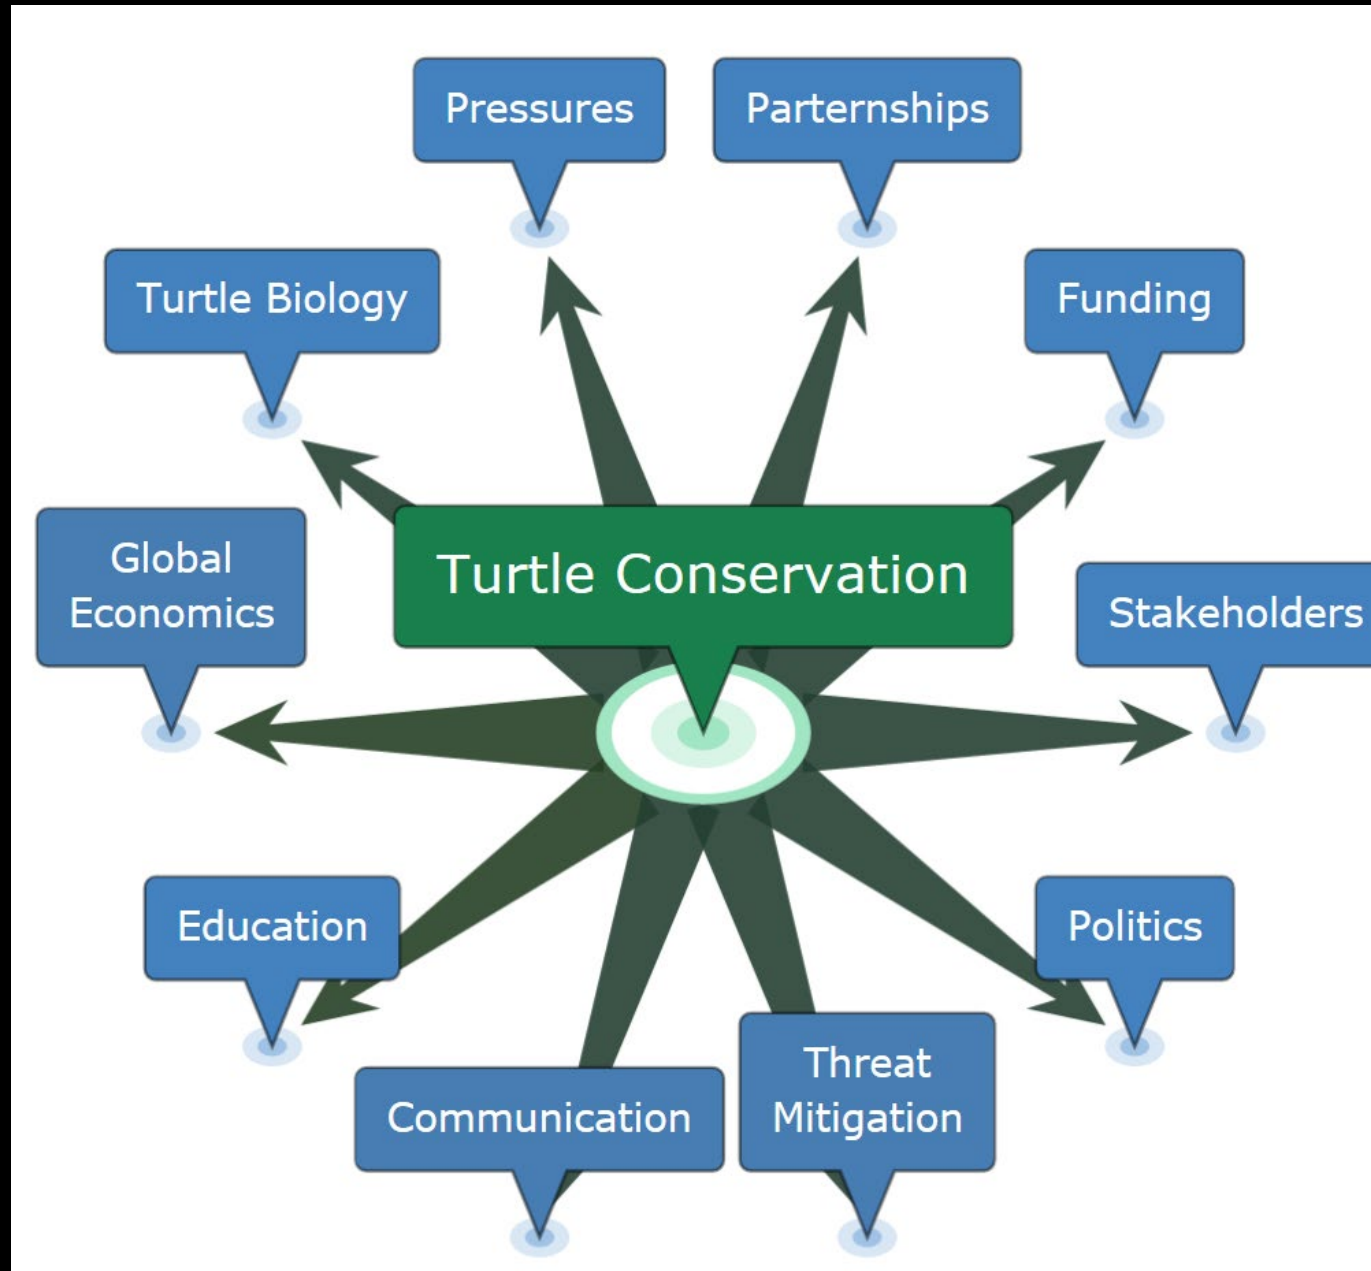 Pressures
Parternships
Turtle Biology
Funding
Global
Economics
Turtle Conservation
Stakeholders
Education
Politics
Communication
Threat
Mitigation